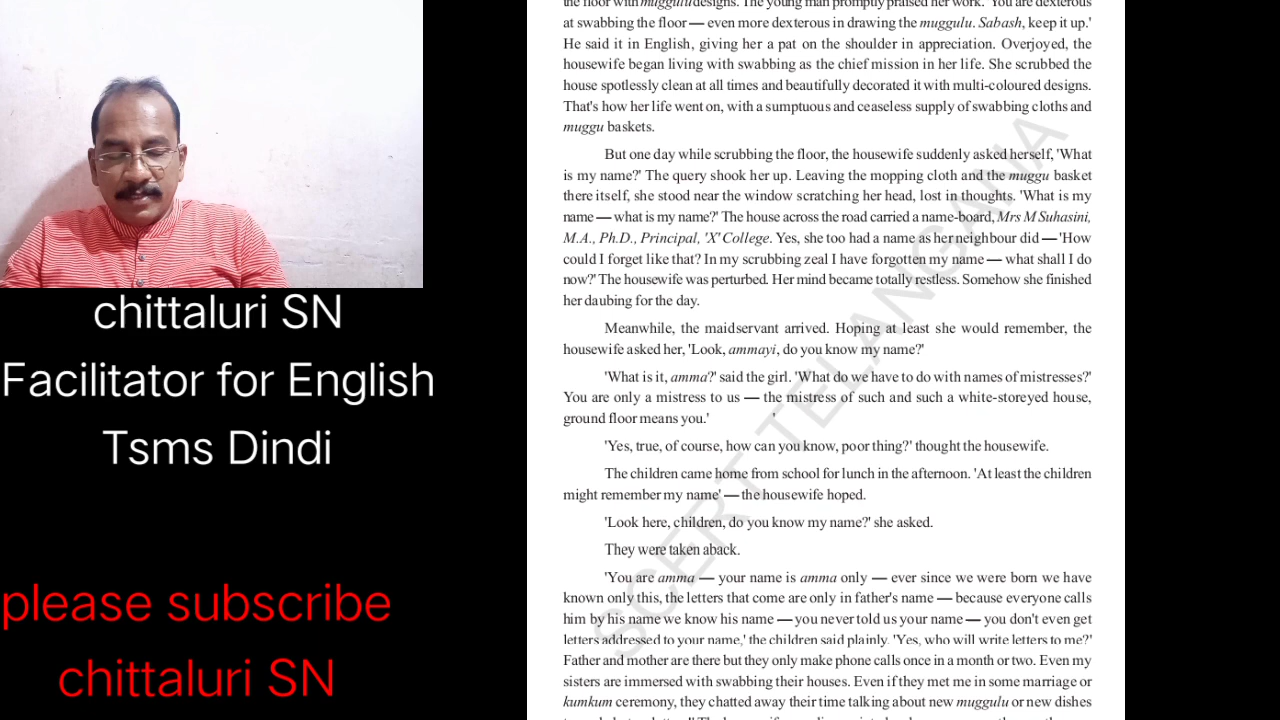 the floor with muggulu designs. The young man promptly praised her work. 'You are dexterous
at swabbing the floor — even more dexterous in drawing the muggulu. Sabash, keep it up.'
He said it in English, giving her a pat on the shoulder in appreciation. Overjoyed, the
housewife began living with swabbing as the chief mission in her life. She scrubbed the
house spotlessly clean at all times and beautifully decorated it with multi-coloured designs.
That's how her life went on, with a sumptuous and ceaseless supply of swabbing cloths and
muggu baskets.
But one day while scrubbing the floor, the housewife suddenly asked herself, 'What
is my name?' The query shook her up. Leaving the mopping cloth and the muggu basket
there itself, she stood near the window scratching her head, lost in thoughts. 'What is my
name — what is my name?' The house across the road carried a name-board, Mrs M Suhasini,
M.A., Ph.D., Principal, 'X' College. Yes, she too had a name as her neighbour did — 'How
could I forget like that? In my scrubbing zeal I have forgotten my name — what shall I do
now?' The housewife was perturbed. Her mind became totally restless. Somehow she finished
her daubing for the day.
Meanwhile, the maidservant arrived. Hoping at least she would remember, the
housewife asked her, 'Look, ammayi, do you know my name?'
'What is it, amma?' said the girl. 'What do we have to do with names of mistresses?'
You are only a mistress to us — the mistress of such and such a white-storeyed house,
ground floor means you.' '
'Yes, true, of course, how can you know, poor thing?' thought the housewife.
The children came home from school for lunch in the afternoon. 'At least the children
might remember my name' — the housewife hoped.
'Look here, children, do you know my name?' she asked.
They were taken aback.
'You are amma — your name is amma only — ever since we were born we have
known only this, the letters that come are only in father's name — because everyone calls
him by his name we know his name — you never told us your name — you don't even get
letters addressed to your name,' the children said plainly. 'Yes, who will write letters to me?'
Father and mother are there but they only make phone calls once in a month or two. Even my
sisters are immersed with swabbing their houses. Even if they met me in some marriage or
kumkum ceremony, they chatted away their time talking about new muggulu or new dishes
SCERT TELANGANA
chittaluri SN
Facilitator for English
Tsms Dindi
please subscribe
chittaluri SN